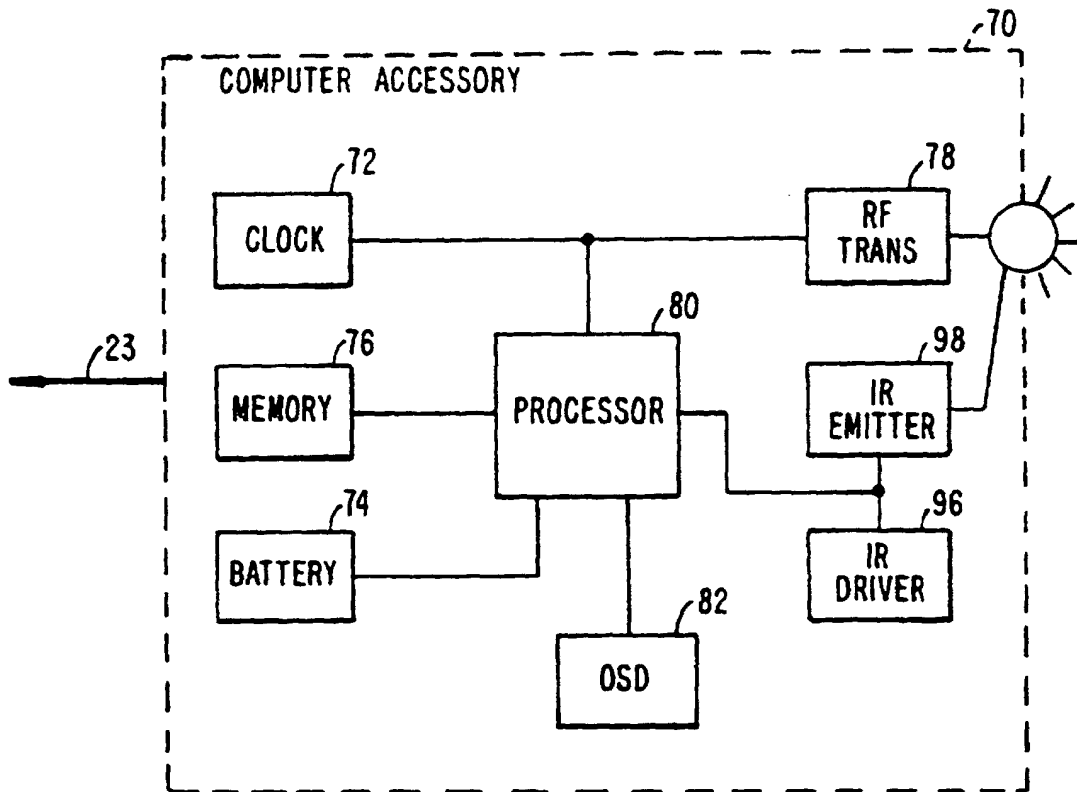 70
COMPUTER ACCESSORY
72
78
CLOCK
RF
TRANS
80
23
76
98
MEMORY
PROCESSOR
IR
EMITTER
74
96
BATTERY
IR
DRIVER
82
OSD